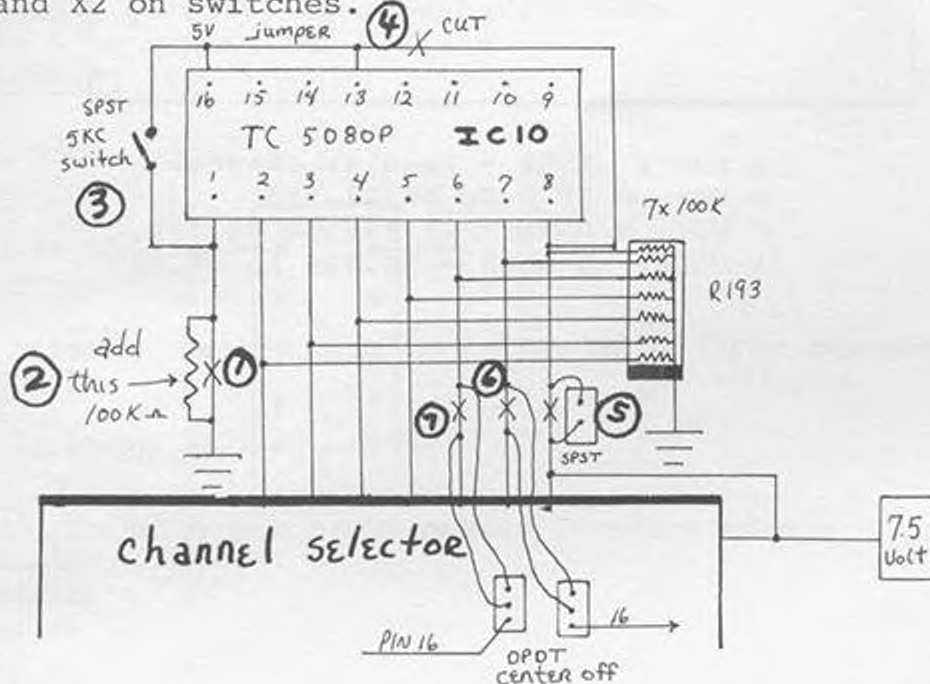 and X2 on switches.
5V jumper 4 CUT
16 15 14 13 12 11 10 9
SPST
5KC
switch
TC 5080P IC10
3
1 2 3 4 5 6 7 8
7x100K
R193
2
add
this
100K Ω
1
6
7
5
SPST
channel selector
7.5
Volt
PIN 16
16
DPDT
center off